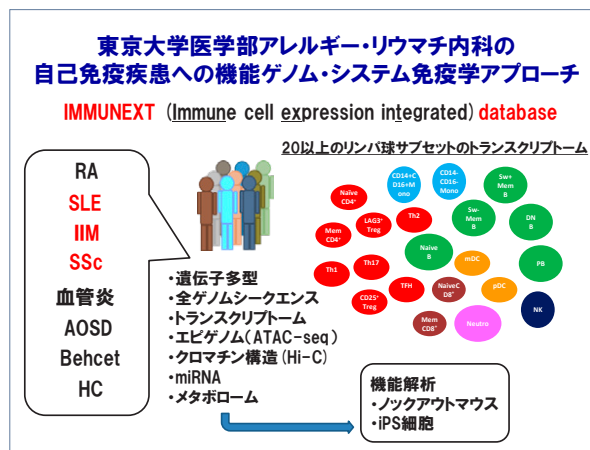 東京大学医学部アレルギー・リウマチ内科の
自己免疫疾患への機能ゲノム・システム免疫学アプローチ
IMMUNEXT (Immune cell expression integrated) database
20以上のリンパ球サブセットのトランスクリプトーム
RA
SLE
IIM
SSc
血管炎
AOSD
Behcet
HC
・遺伝子多型
・全ゲノムシークエンス
・トランスクリプトーム
・エピゲノム(ATAC-seq)
・クロマチン構造(Hi-C)
・miRNA
・メタボローム
CD14+C
D16+M
ono
CD14-
CD16-
Mono
Sw+
Mem
B
Naïve
CD4⁺
LAG3⁺
Treg
Th2
Sw-
Mem
B
DN
B
Mem
CD4⁺
Naive
B
mDC
PB
Th1
Th17
TFH
NaiveC
D8⁺
pDC
CD25⁺
Treg
Mem
CD8⁺
Neutro
NK
機能解析
・ノックアウトマウス
・iPS細胞